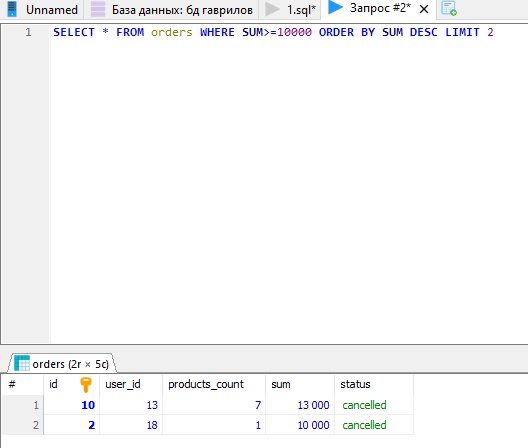 Unnamed База данных: бд гаврилов 1.sql* Запрос #2*
1 SELECT * FROM orders WHERE SUM>=10000 ORDER BY SUM DESC LIMIT 2
orders (2r × 5c)
# id user_id products_count sum status
1 10 13 7 13 000 cancelled
2 2 18 1 10 000 cancelled